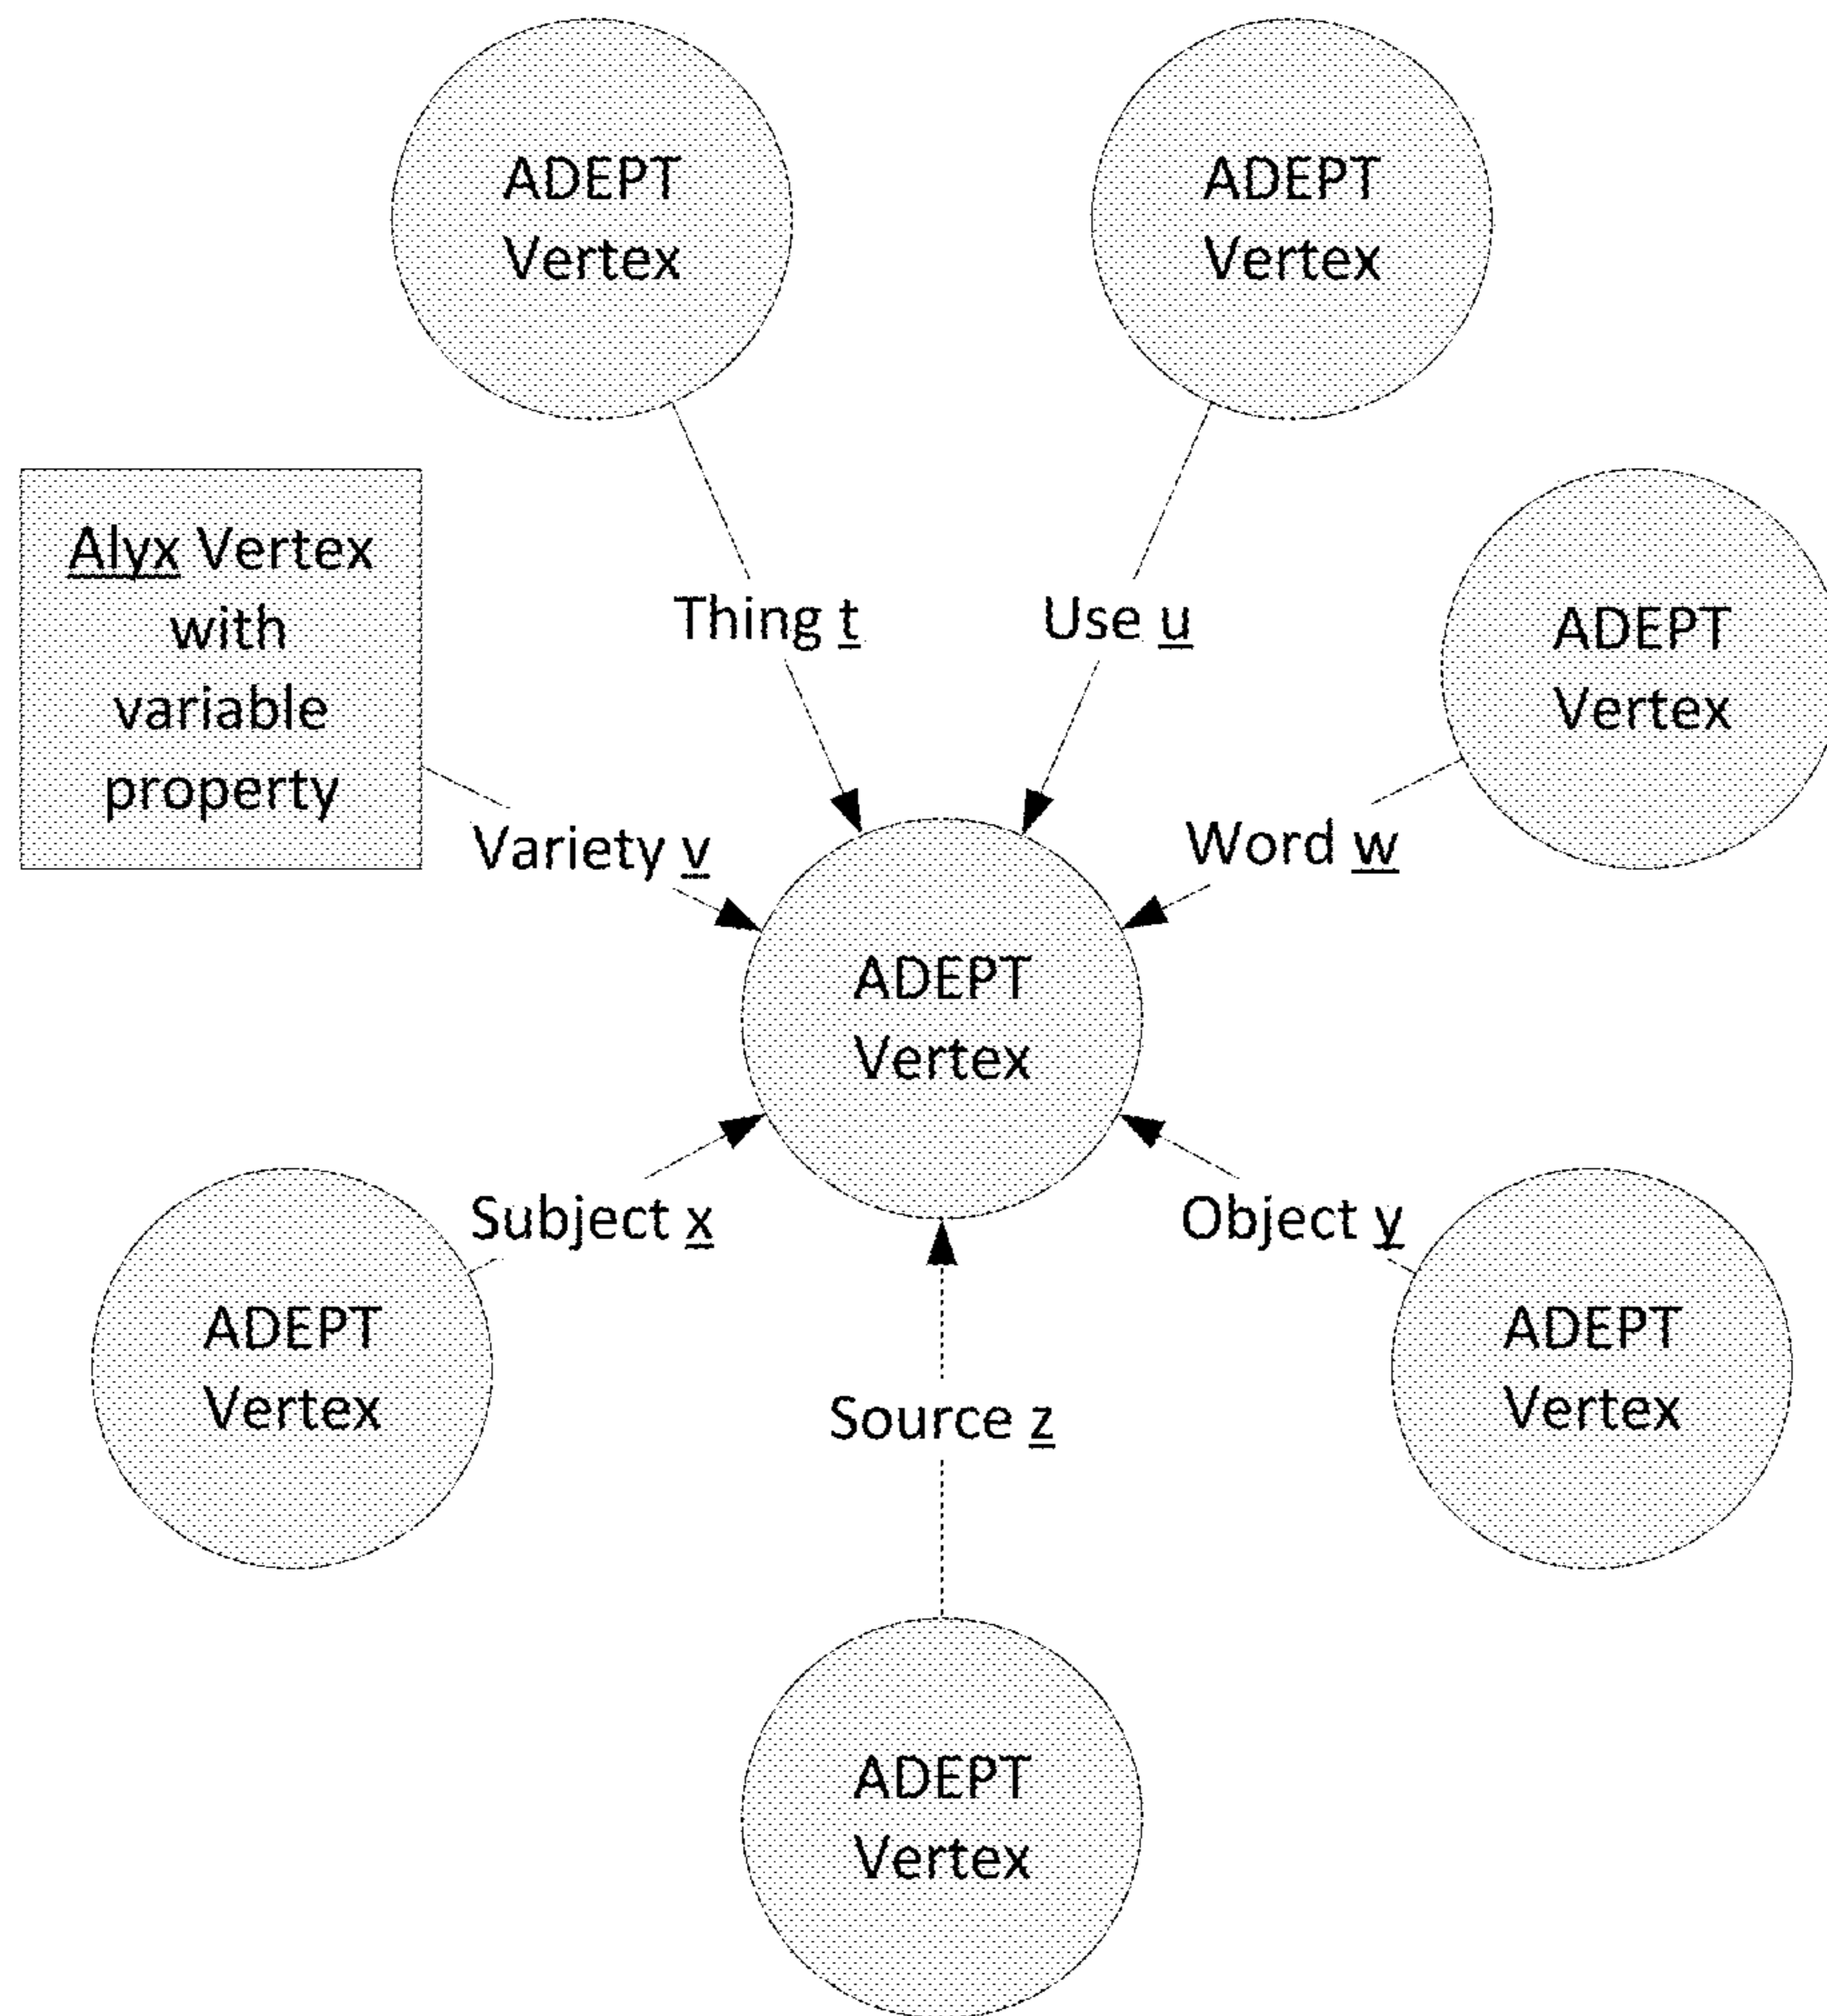 ADEPT
Vertex
ADEPT
Vertex
Alyx Vertex
with
variable
property
Thing t
Use u
ADEPT
Vertex
Variety v
Word w
ADEPT
Vertex
Subject x
Object y
ADEPT
Vertex
ADEPT
Vertex
Source z
ADEPT
Vertex